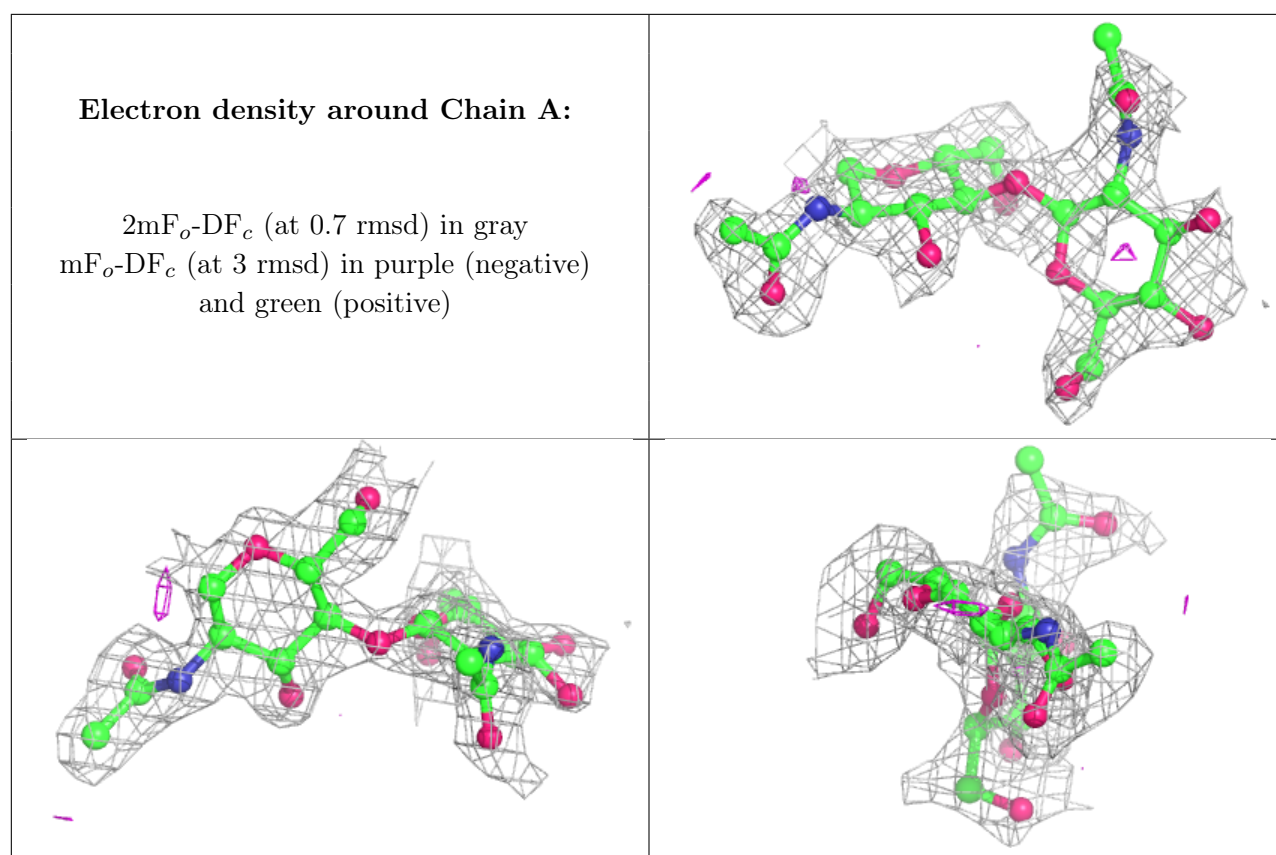 Electron density around Chain A:
2mFₒ-DF𝒸 (at 0.7 rmsd) in gray
mFₒ-DF𝒸 (at 3 rmsd) in purple (negative)
and green (positive)